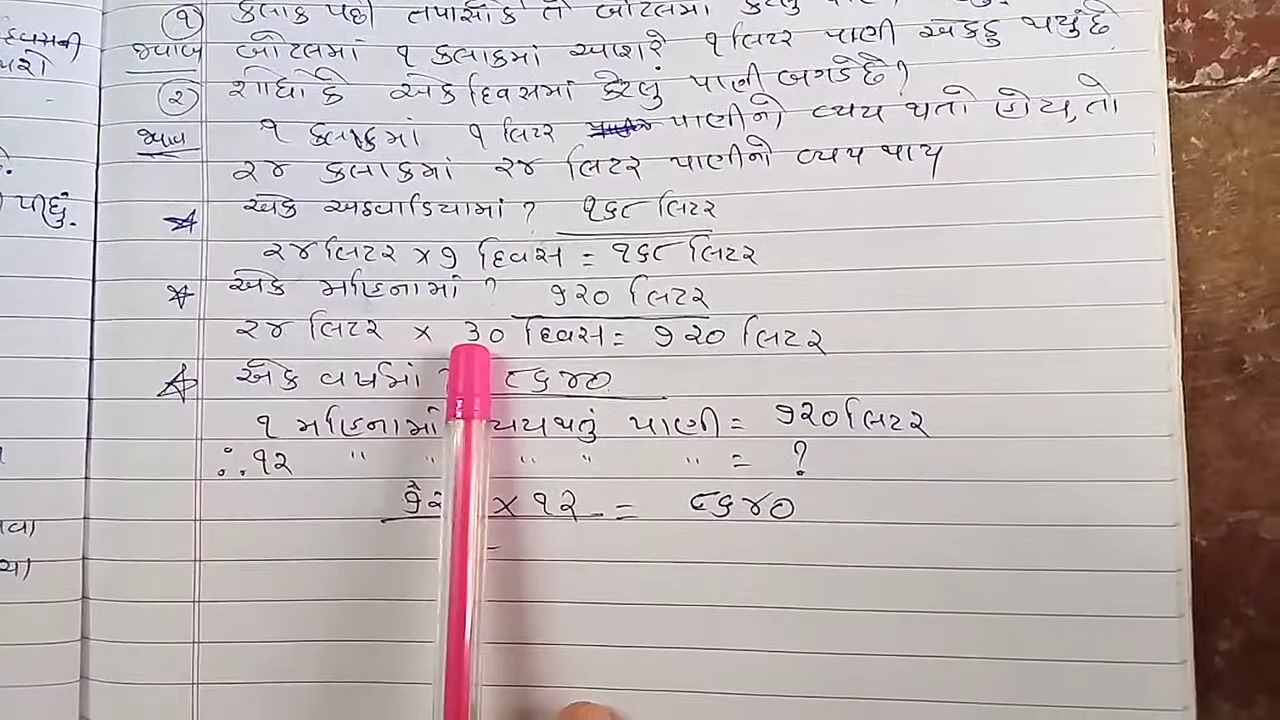 ૧ કલાક પછી તપાસો કે તે બોટલમાં કેટલું
દિવસની
જવાબ બોટલમાં ૧ કલાકમાં આશરે ૧ લિટર પાણી એકઠું થયું છે
૨ શોધો કે એક દિવસમાં કેટલું પાણી બગડે છે?
જવાબ ૧ કલાકમાં ૧ લિટર પાણીનો વ્યય થતો હોય, તો
૨૪ કલાકમાં ૨૪ લિટર પાણીનો વ્યય થાય
પીધું.
એક અઠવાડિયામાં ? ૧૬૮ લિટર
૨૪ લિટર × ૭ દિવસ = ૧૬૮ લિટર
એક મહિનામાં ? ૭૨૦ લિટર
૨૪ લિટર × ૩૦ દિવસ = ૭૨૦ લિટર
એક વર્ષમાં ૮૬૪૦
૧ મહિનામાં વ્યય થતું પાણી = ૭૨૦ લિટર
∴ ૧૨ " " " " " = ?
× ૧૨ = ૮૬૪૦